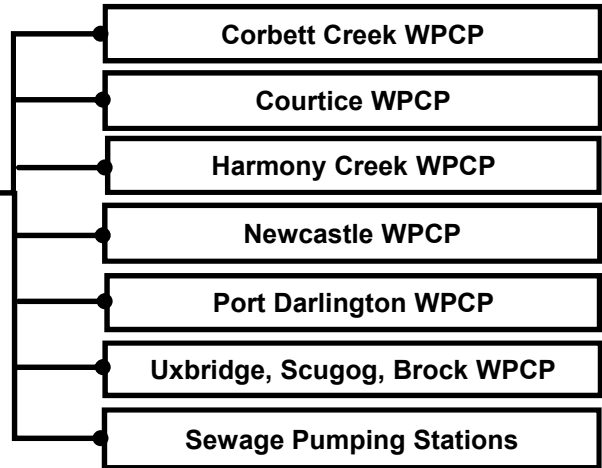 Corbett Creek WPCP
Courtice WPCP
Harmony Creek WPCP
Newcastle WPCP
Port Darlington WPCP
Uxbridge, Scugog, Brock WPCP
Sewage Pumping Stations